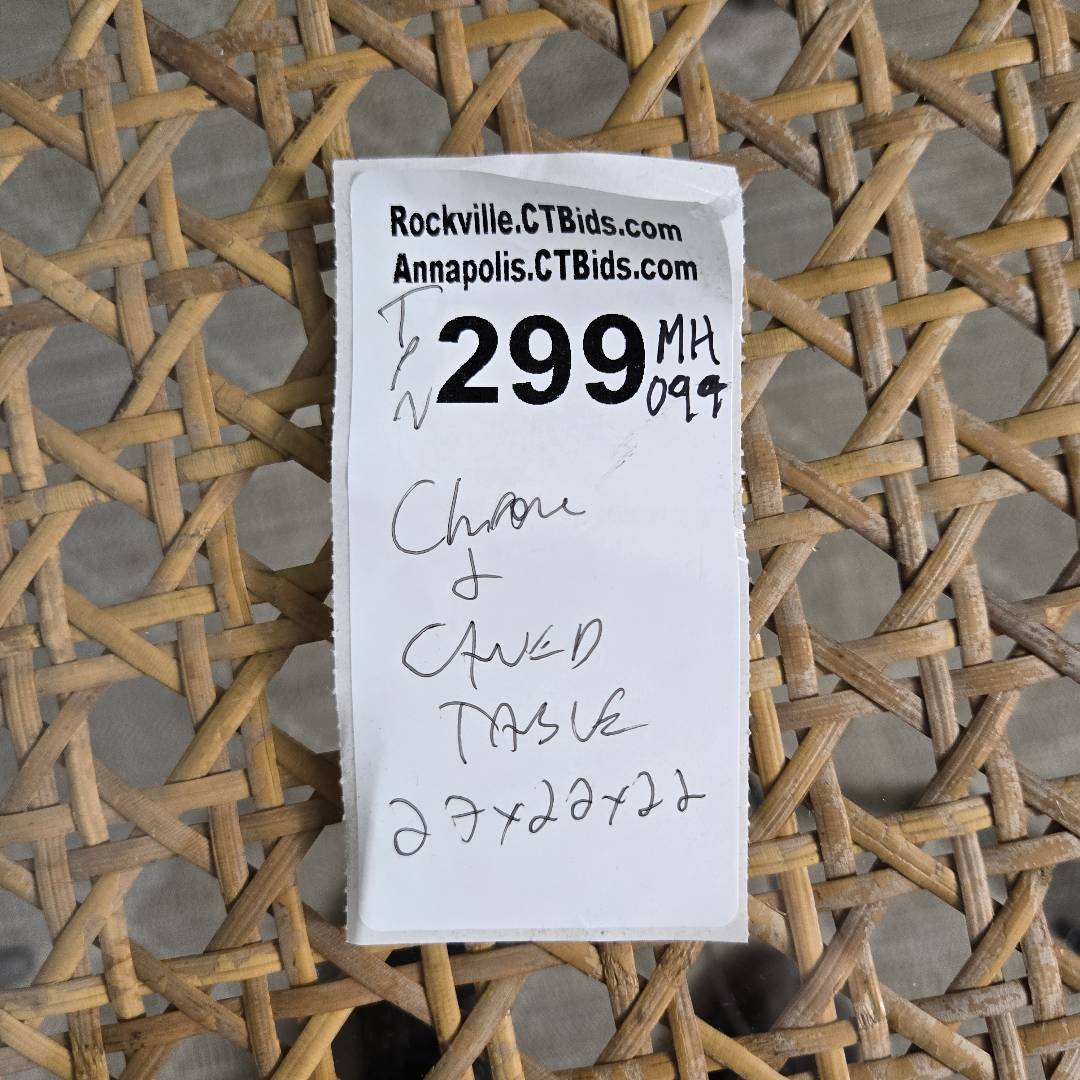 Rockville.CTBids.com
Annapolis.CTBids.com
299
MH
099
Chrome
&
CANED
TABLE
27x22x22